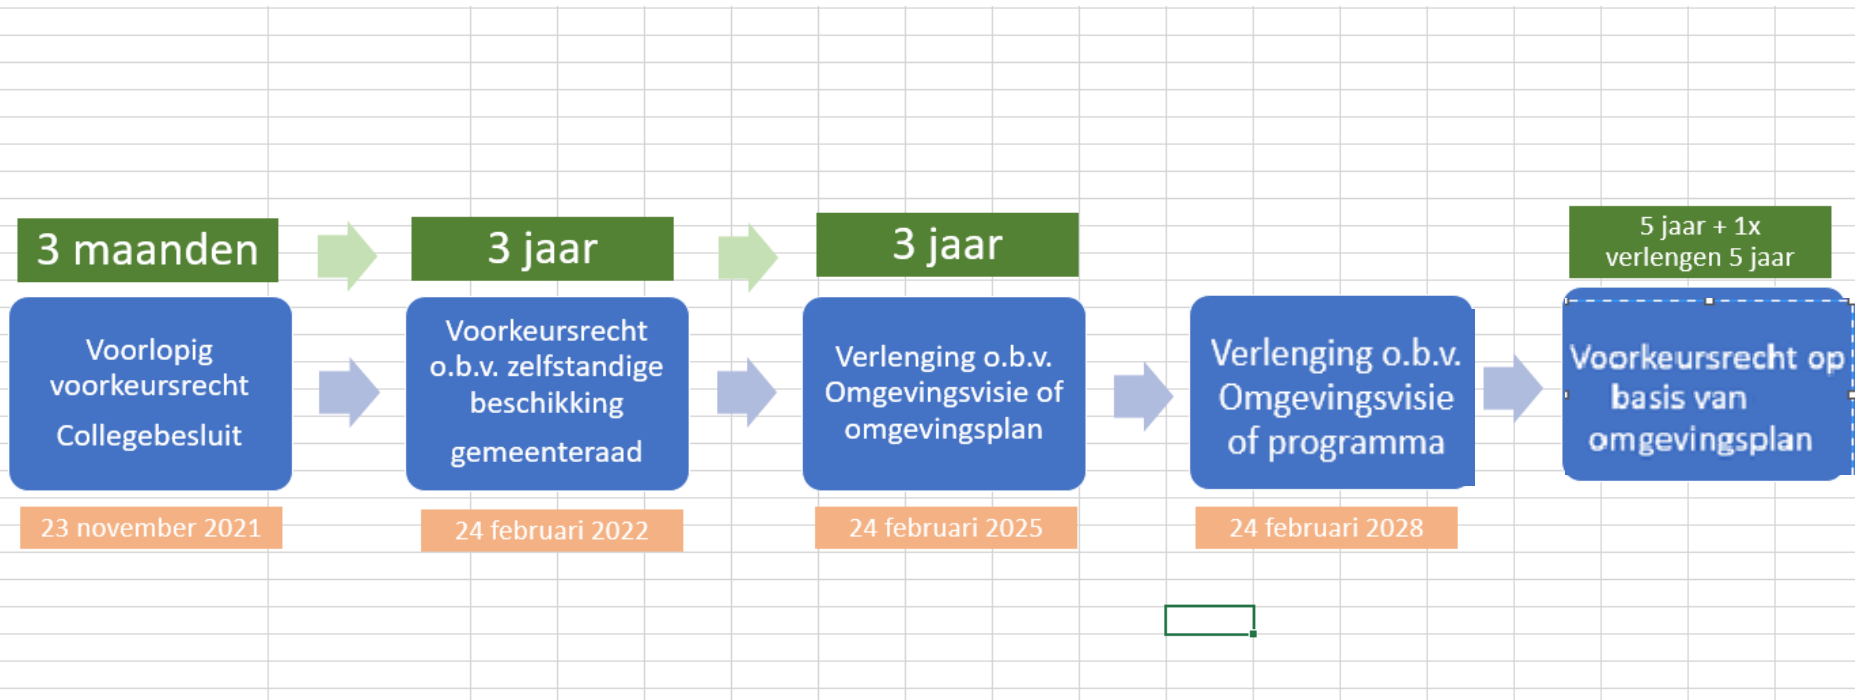 3 maanden
3 jaar
3 jaar
5 jaar + 1x
verlengen 5 jaar
Voorlopig
voorkeursrecht
Collegebesluit
Voorkeursrecht
o.b.v. zelfstandige
beschikking
gemeenteraad
Verlenging o.b.v.
Omgevingsvisie of
omgevingsplan
Verlenging o.b.v.
Omgevingsvisie
of programma
Voorkeursrecht op
basis van
omgevingsplan
23 november 2021
24 februari 2022
24 februari 2025
24 februari 2028